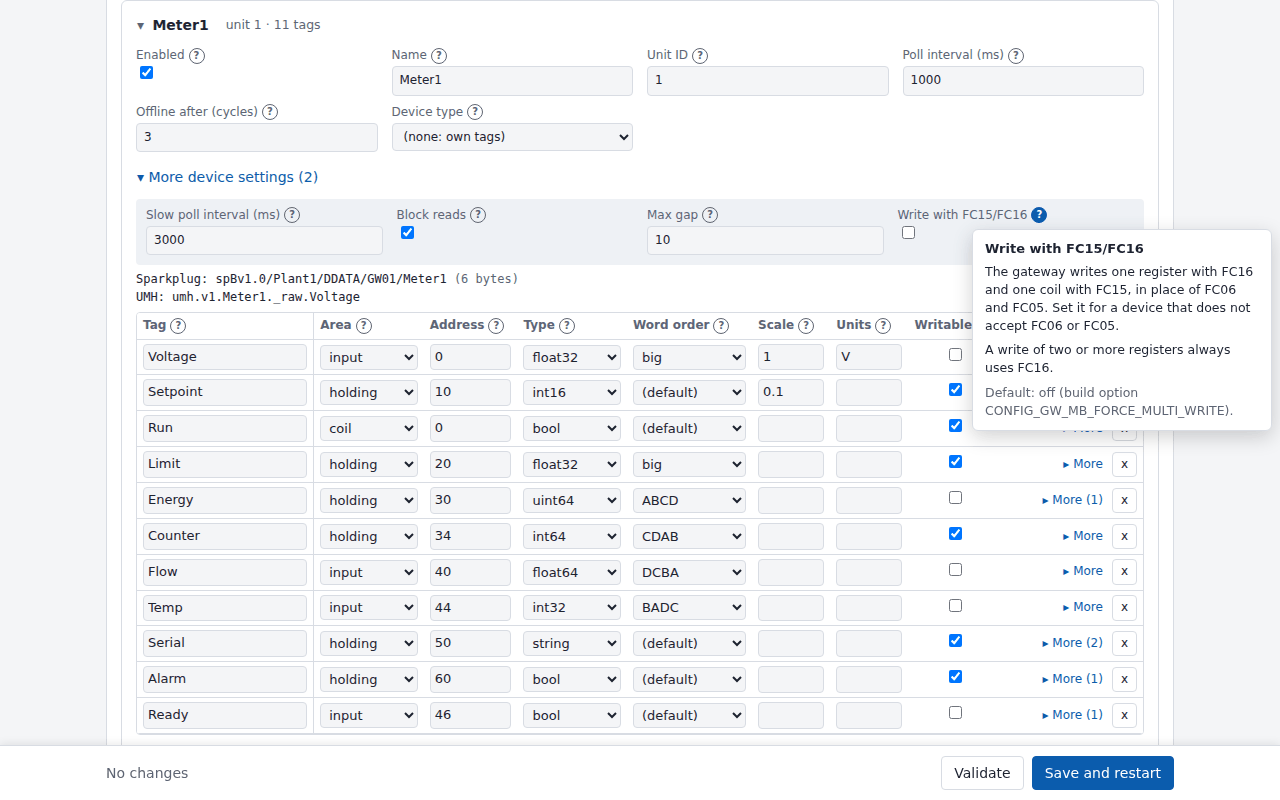 ▾ Meter1 unit 1 · 11 tags
Enabled ? Name ? Unit ID ? Poll interval (ms) ?
Meter1 1 1000
Offline after (cycles) ? Device type ?
3 (none: own tags)
▾ More device settings (2)
Slow poll interval (ms) ? Block reads ? Max gap ? Write with FC15/FC16 ?
3000 10
Write with FC15/FC16
The gateway writes one register with FC16
and one coil with FC15, in place of FC06
and FC05. Set it for a device that does not
accept FC06 or FC05.
A write of two or more registers always
uses FC16.
Default: off (build option
CONFIG_GW_MB_FORCE_MULTI_WRITE).
Sparkplug: spBv1.0/Plant1/DDATA/GW01/Meter1 (6 bytes)
UMH: umh.v1.Meter1._raw.Voltage
Tag ? Area ? Address ? Type ? Word order ? Scale ? Units ? Writable
Voltage input 0 float32 big 1 V
Setpoint holding 10 int16 (default) 0.1
Run coil 0 bool (default)
Limit holding 20 float32 big ▸ More x
Energy holding 30 uint64 ABCD ▸ More (1) x
Counter holding 34 int64 CDAB ▸ More x
Flow input 40 float64 DCBA ▸ More x
Temp input 44 int32 BADC ▸ More x
Serial holding 50 string (default) ▸ More (2) x
Alarm holding 60 bool (default) ▸ More (1) x
Ready input 46 bool (default) ▸ More (1) x
No changes Validate Save and restart